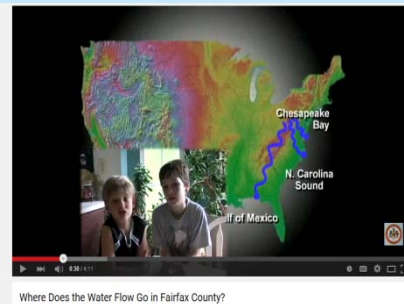 Chesapeake
Bay
N. Carolina
Sound
lf of Mexico
0:30 / 4:11
Where Does the Water Flow Go in Fairfax County?